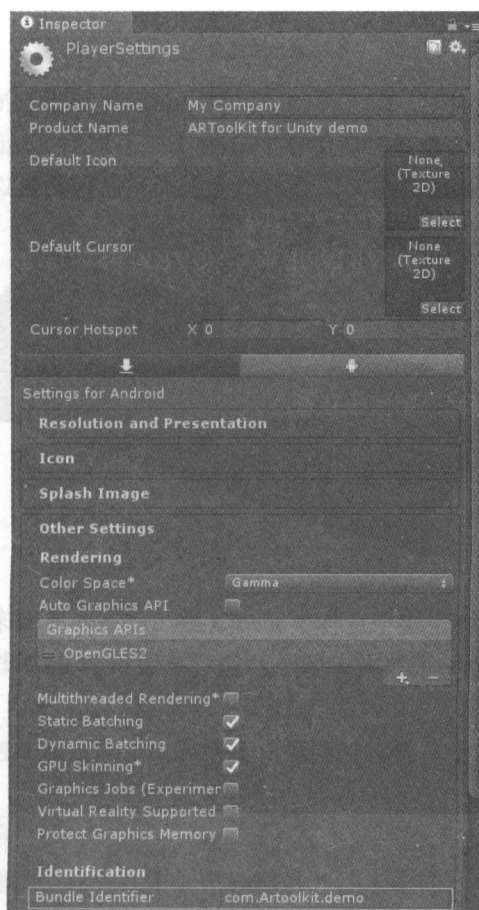 Inspector
PlayerSettings
Company Name My Company
Product Name ARToolKit for Unity demo
Default Icon
None
(Texture
2D)
Select
Default Cursor
None
(Texture
2D)
Select
Cursor Hotspot X 0 Y 0
Settings for Android
Resolution and Presentation
Icon
Splash Image
Other Settings
Rendering
Color Space* Gamma
Auto Graphics API
Graphics APIs
OpenGLES2
Multithreaded Rendering*
Static Batching
Dynamic Batching
GPU Skinning*
Graphics Jobs (Experimer
Virtual Reality Supported
Protect Graphics Memory
Identification
Bundle Identifier com.Artoolkit.demo